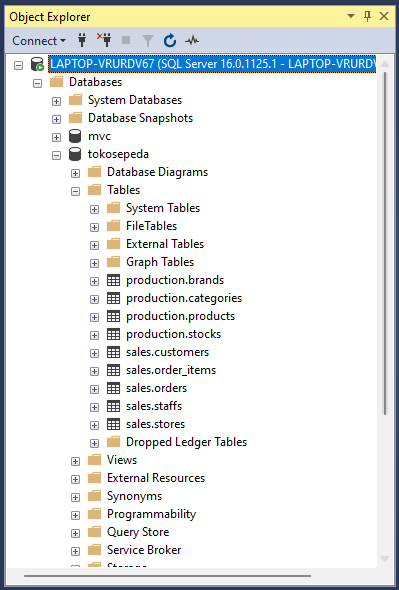 Object Explorer
Connect
LAPTOP-VRURDV67 (SQL Server 16.0.1125.1 - LAPTOP-VRURDV
Databases
System Databases
Database Snapshots
mvc
tokosepeda
Database Diagrams
Tables
System Tables
FileTables
External Tables
Graph Tables
production.brands
production.categories
production.products
production.stocks
sales.customers
sales.order_items
sales.orders
sales.staffs
sales.stores
Dropped Ledger Tables
Views
External Resources
Synonyms
Programmability
Query Store
Service Broker
Storage